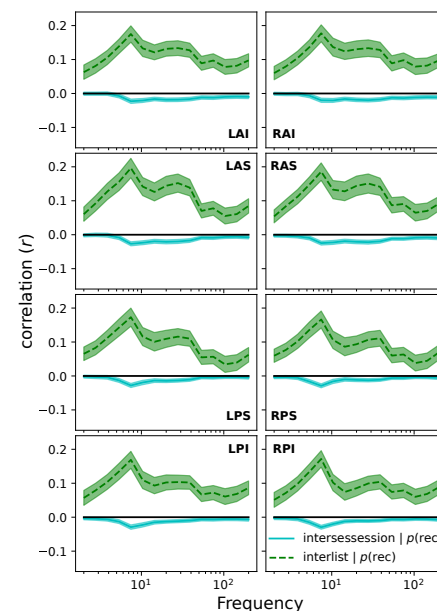 0.2
0.1
0.0
−0.1
LAI
RAI
0.2
0.1
0.0
−0.1
LAS
RAS
0.2
0.1
0.0
−0.1
LPS
RPS
0.2
0.1
0.0
−0.1
LPI
RPI
intersessession | p(rec
interlist | p(rec)
10¹ 10² 10¹ 10²
Frequency
correlation (r)